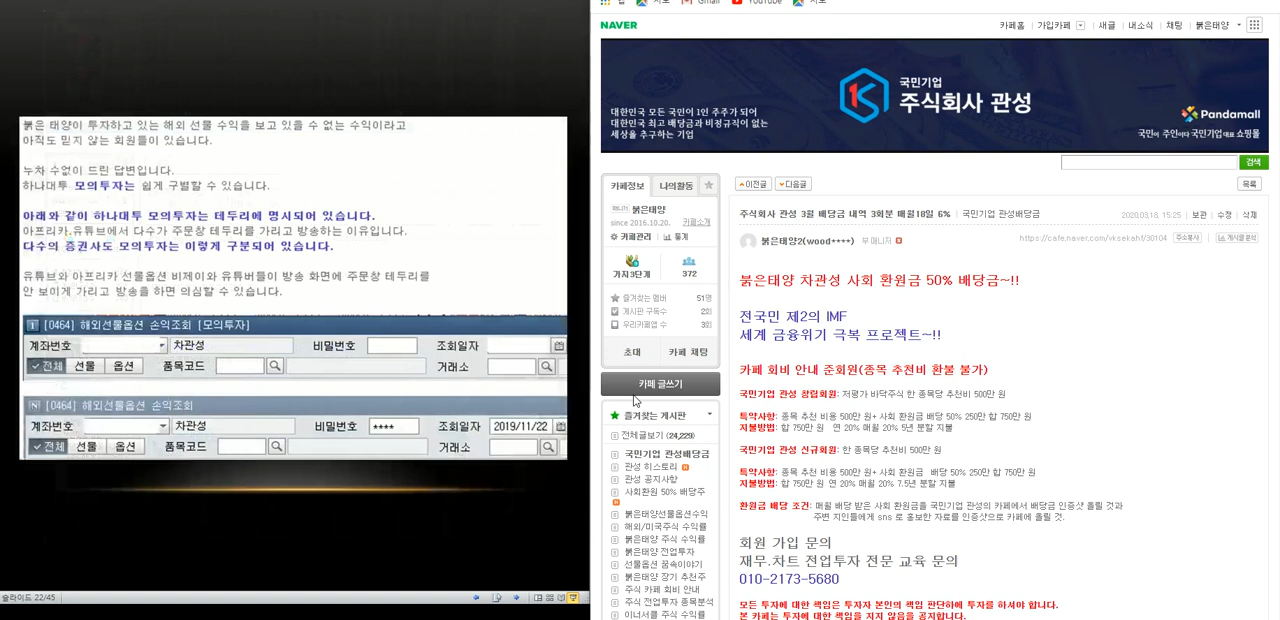 붉은 태양이 투자하고 있는 해외 선물 수익을 보고 있을 수 없는 수익이라고
아직도 믿지 않는 회원들이 있습니다.
누차 수없이 드린 답변입니다.
하나대투 모의투자는 쉽게 구별할 수 있습니다.
아래와 같이 하나대투 모의투자는 테두리에 명시되어 있습니다.
아프리카,유튜브에서 다수가 주문창 테두리를 가리고 방송하는 이유입니다.
다수의 증권사도 모의투자는 이렇게 구분되어 있습니다.
유튜브와 아프리카 선물옵션 비제이와 유튜버들이 방송 화면에 주문창 테두리를
안 보이게 가리고 방송을 하면 의심할 수 있습니다.
[0464] 해외선물옵션 손익조회 [모의투자]
계좌번호 차관성 비밀번호 조회일자
전체 선물 옵션 품목코드 거래소
[0464] 해외선물옵션 손익조회
계좌번호 차관성 비밀번호 **** 조회일자 2019/11/22
전체 선물 옵션 품목코드 거래소
슬라이드 22/45
Gmail YouTube
NAVER
카페홈 가입카페 새글 내소식 채팅 붉은태양
대한민국 모든 국민이 1인 주주가 되어
대한민국 최고 배당금과 비정규직이 없는
세상을 추구하는 기업
국민기업
주식회사 관성
Pandamall
국민이 주인이다 국민기업 대표 쇼핑몰
검색
카페정보 나의활동
이전글 다음글 목록
붉은태양
since 2016.10.20. 카페소개
카페관리 통계
가지3단계 372
즐겨찾는 멤버 51명
게시판 구독수 2회
우리카페앱 수 3회
초대 카페 채팅
카페 글쓰기
즐겨찾는 게시판
전체글보기 (24,229)
국민기업 관성배당금
관성 히스토리
관성 공지사항
사회환원 50% 배당주
붉은태양선물옵션수익
해외/미국주식 수익률
붉은태양 주식 수익률
붉은태양 전업투자
선물옵션 꿈속이야기
붉은태양 장기 추천주
주식 카페 회비 안내
주식 전업투자 종목분석
이너서클 주식 수익률
주식회사 관성 3월 배당금 내역 3회분 매월18일 6% 국민기업 관성배당금
2020,03,18, 15:25 보관 수정 삭제
붉은태양2(wood****) 부매니저
https://cafe,naver,com/vksekahf/30104 주소복사 게시글 분석
붉은태양 차관성 사회 환원금 50% 배당금~!!
전국민 제2의 IMF
세계 금융위기 극복 프로젝트~!!
카페 회비 안내 준회원(종목 추천비 환불 불가)
국민기업 관성 창립회원: 저평가 바닥주식 한 종목당 추천비 500만 원
특약사항: 종목 추천 비용 500만 원+ 사회 환원금 배당 50% 250만 합 750만 원
지불방법: 합 750만 원 연 20% 매월 20% 5년 분할 지불
국민기업 관성 신규회원: 한 종목당 추천비 500만 원
특약사항: 종목 추천 비용 500만 원+ 사회 환원금 배당 50% 250만 합 750만 원
지불방법: 합 750만 원 연 20% 매월 20% 7.5년 분할 지불
환원금 배당 조건: 매월 배당 받은 사회 환원금을 국민기업 관성의 카페에서 배당금 인증샷 올릴 것과
주변 지인들에게 sns 로 홍보한 자료를 인증샷으로 카페에 올릴 것.
회원 가입 문의
재무.차트 전업투자 전문 교육 문의
010-2173-5680
모든 투자에 대한 책임은 투자자 본인의 책임 판단하에 투자를 하셔야 합니다.
본 카페는 투자에 대한 책임을 지지 않음을 공지합니다.